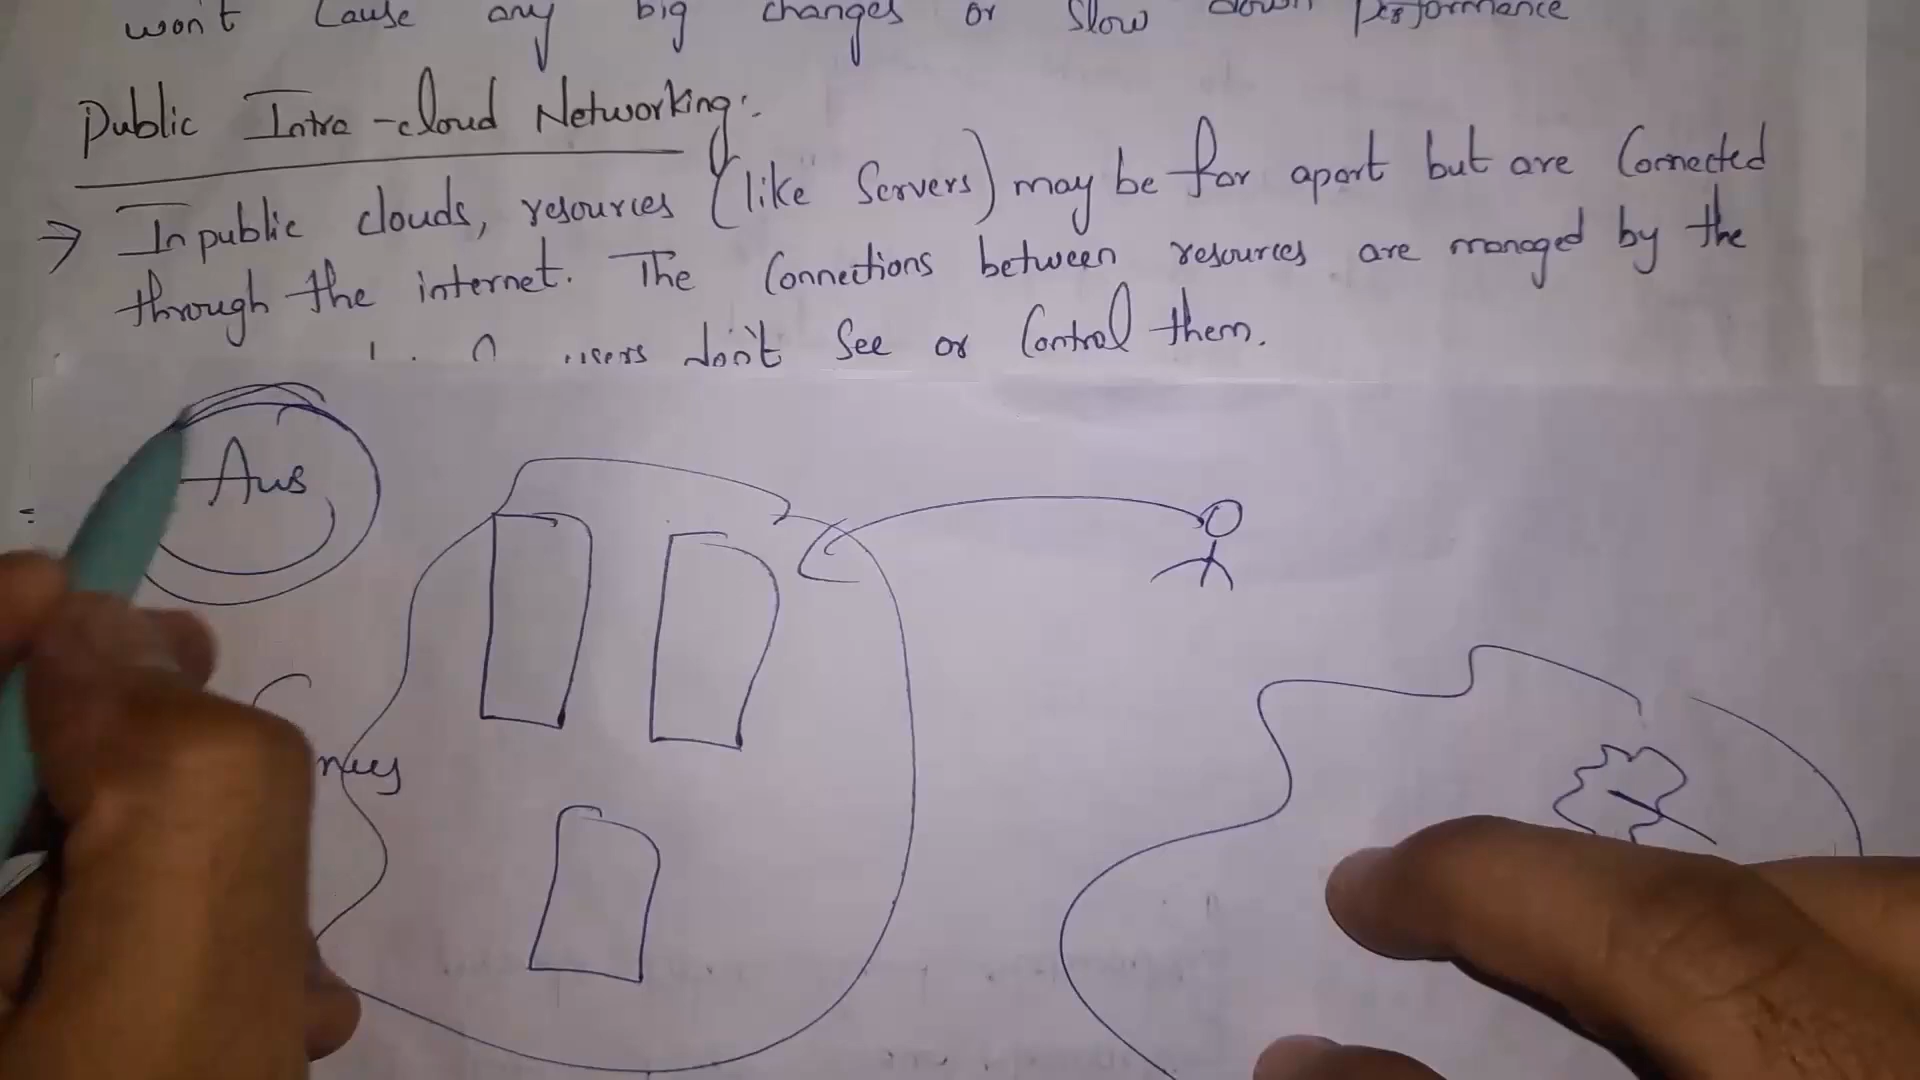 won't cause any big changes or slow down performance
Public Intra-cloud Networking:
→ In public clouds, resources (like Servers) may be far apart but are Connected
through the internet. The Connections between resources are managed by the
users don't See or Control them.
Aws